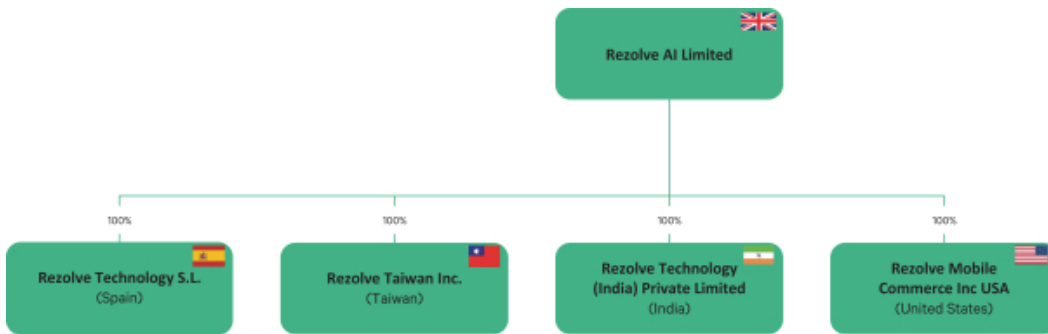 Rezolve AI Limited
100%
100%
100%
100%
Rezolve Technology S.L.
(Spain)
Rezolve Taiwan Inc.
(Taiwan)
Rezolve Technology
(India) Private Limited
(India)
Rezolve Mobile
Commerce Inc USA
(United States)